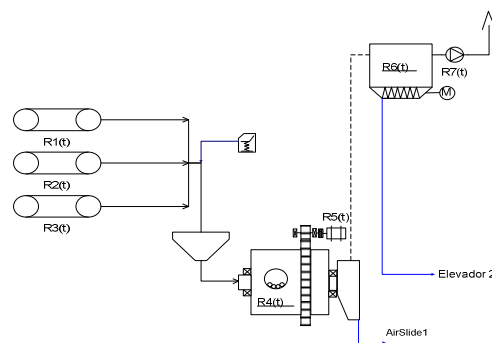 R6(t)
R7(t)
M
R1(t)
R2(t)
R3(t)
R5(t)
R4(t)
Elevador 2
AirSlide1